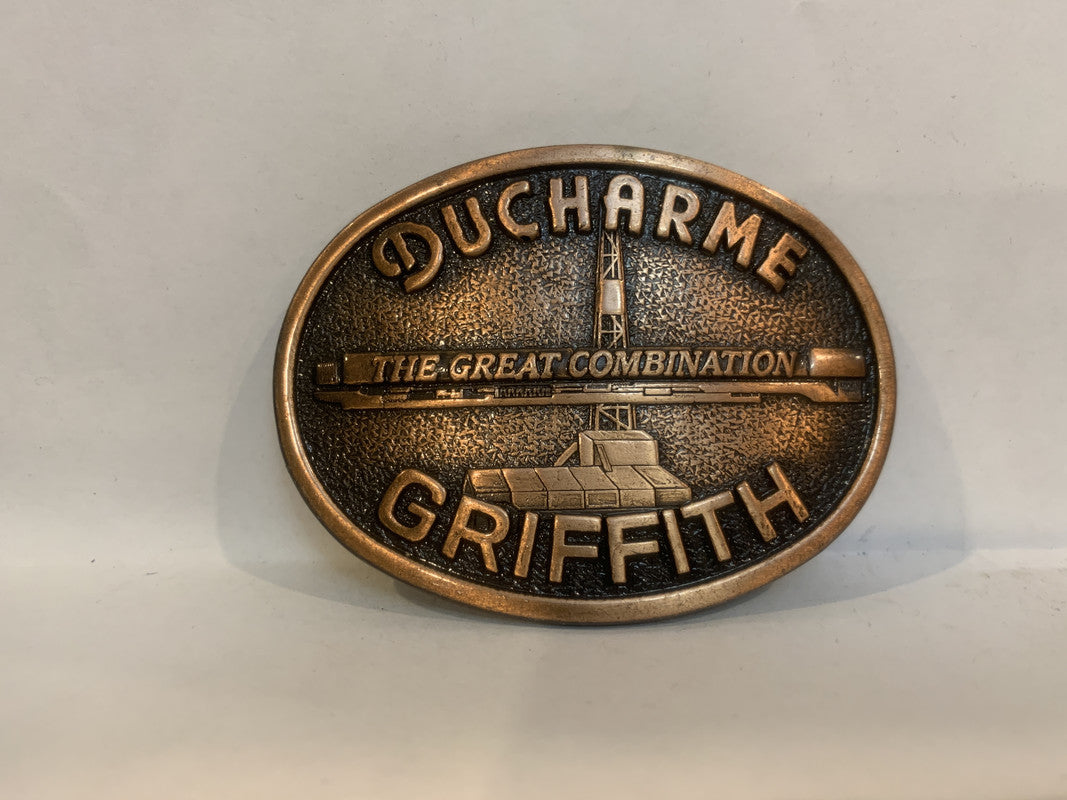 DUCHARME
THE GREAT COMBINATION
GRIFFITH